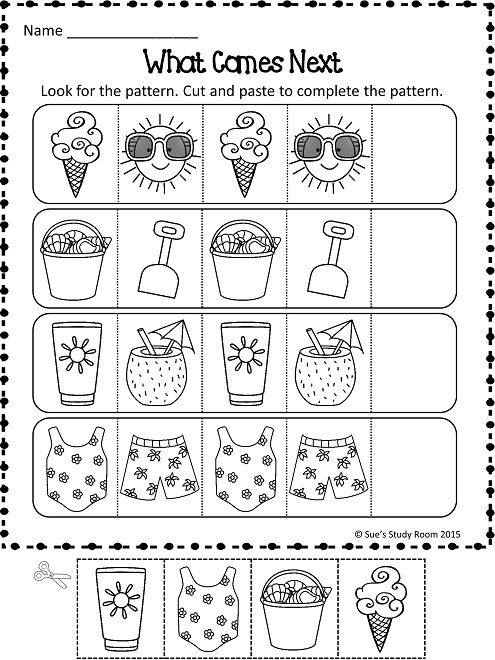 Name _________________
What Comes Next
Look for the pattern. Cut and paste to complete the pattern.
© Sue's Study Room 2015